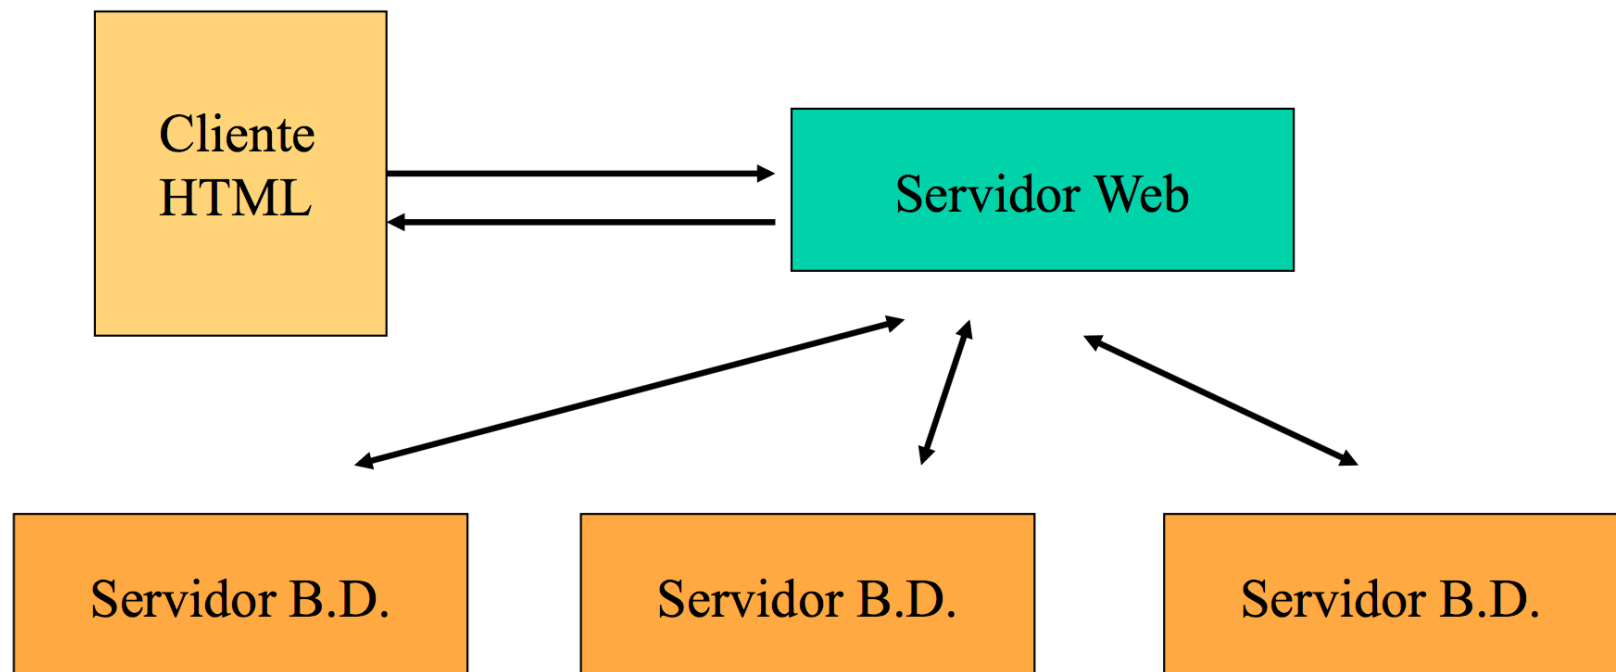 Cliente
HTML
Servidor Web
Servidor B.D.
Servidor B.D.
Servidor B.D.